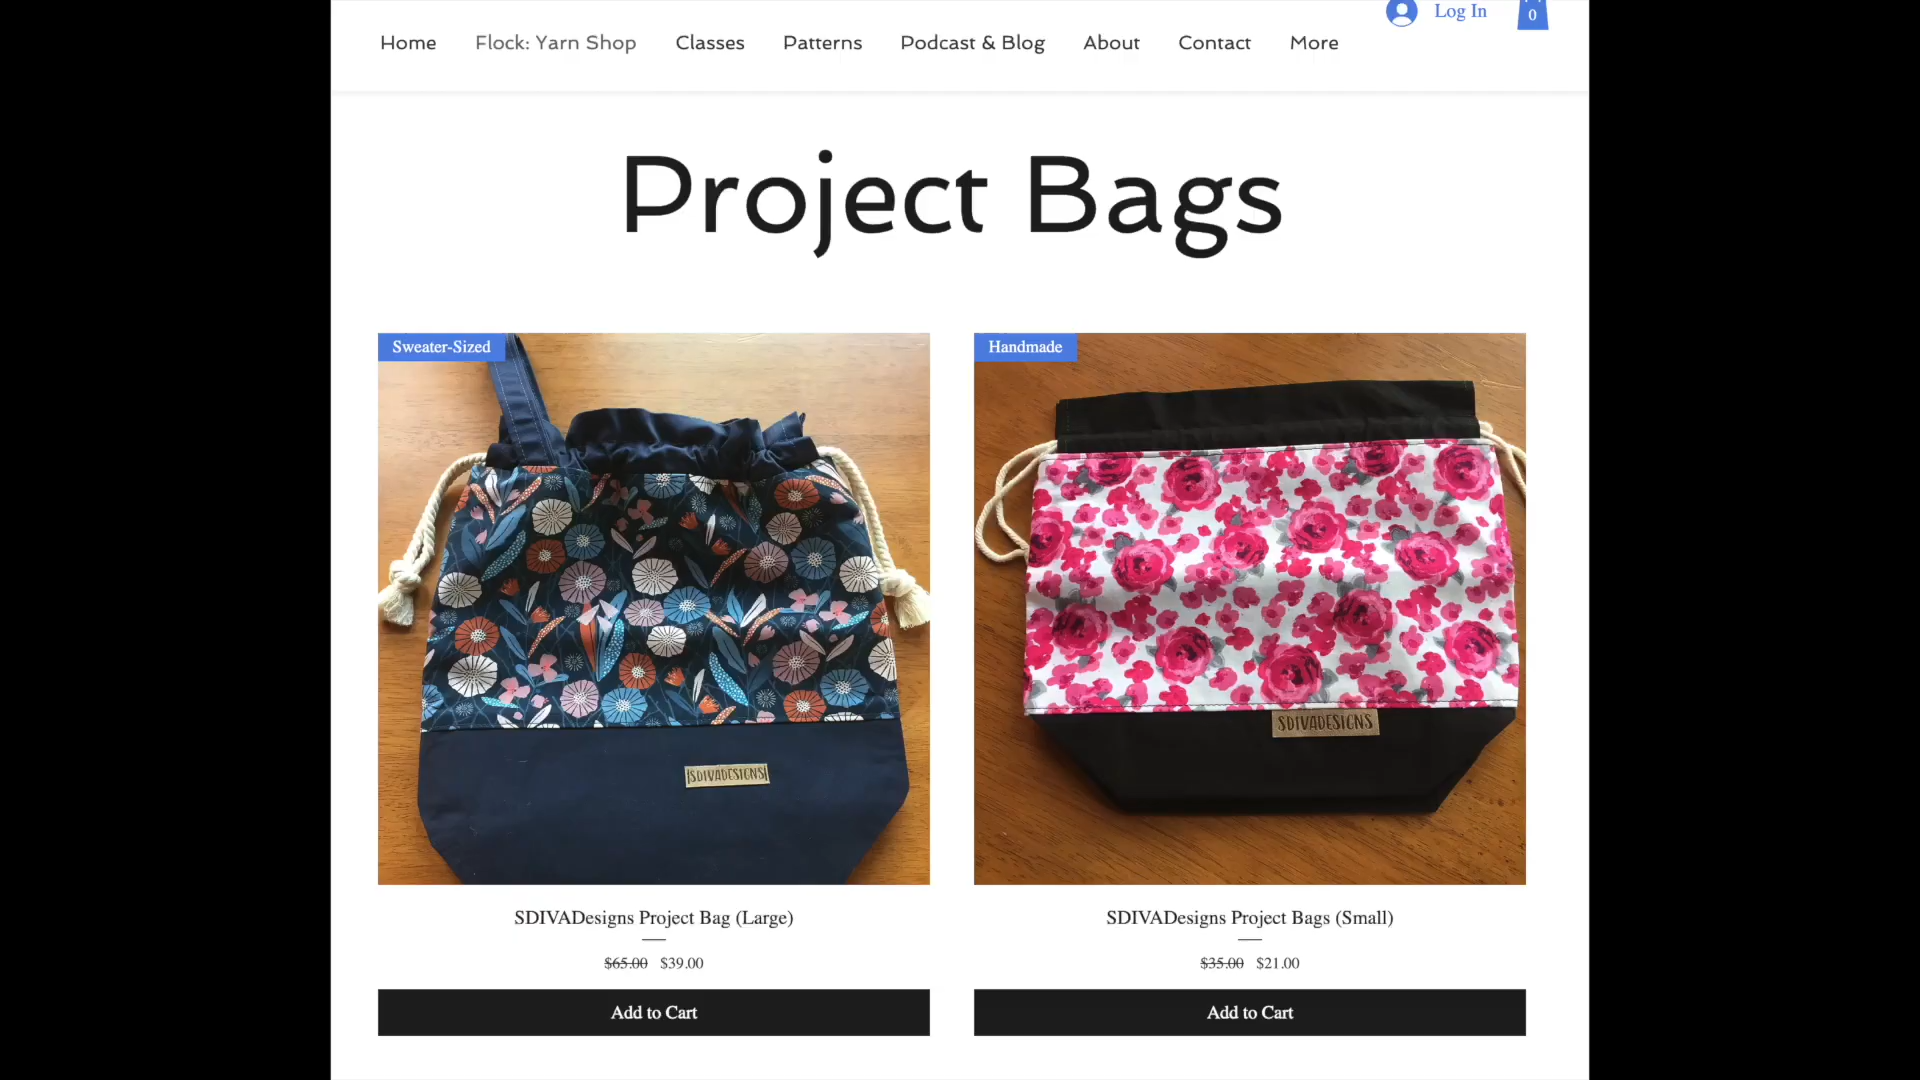 Log In
0
Home Flock: Yarn Shop Classes Patterns Podcast & Blog About Contact More
Project Bags
Sweater-Sized
Handmade
SDIVADESIGNS
SDIVADESIGNS
SDIVADesigns Project Bag (Large)
$65.00 $39.00
Add to Cart
SDIVADesigns Project Bags (Small)
$35.00 $21.00
Add to Cart